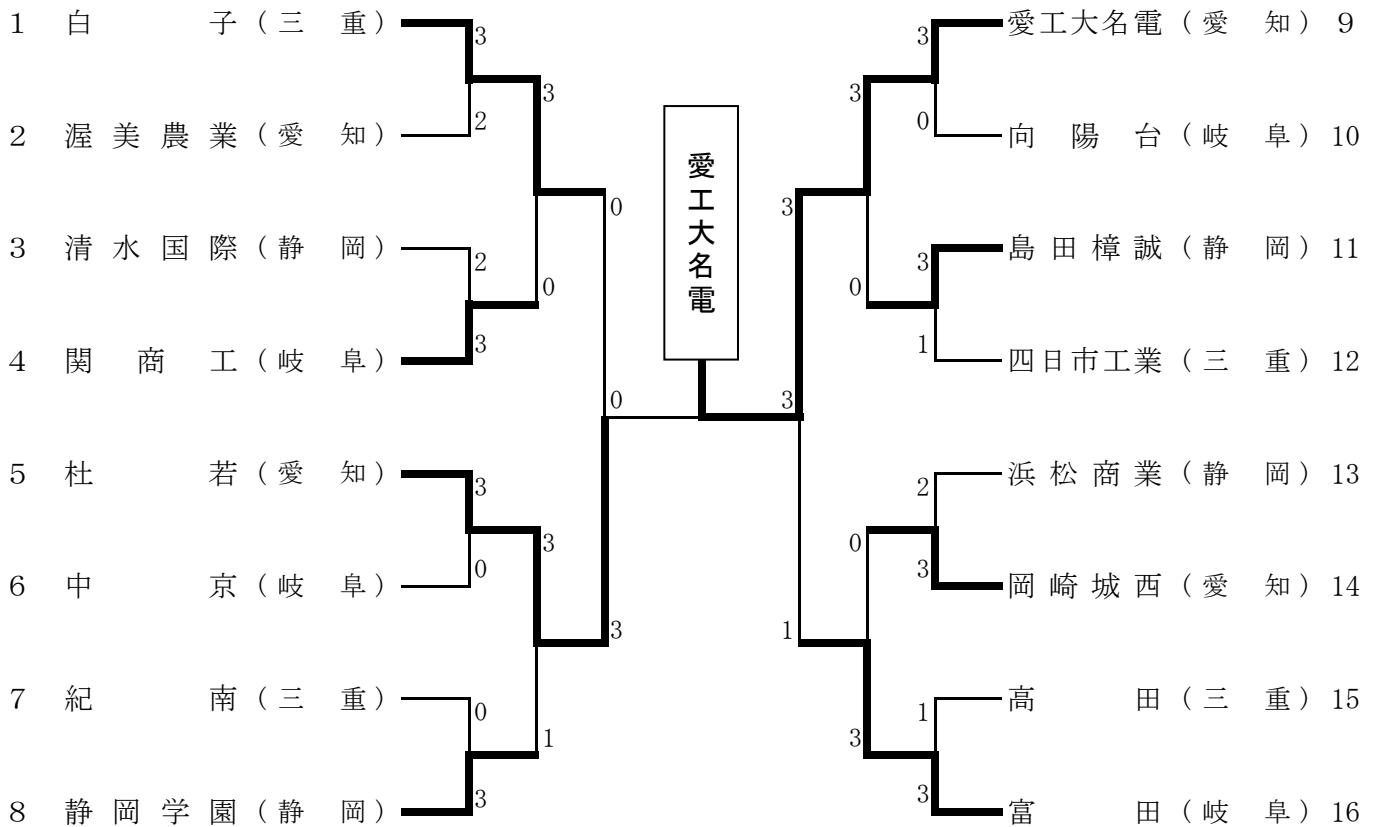 1 白子（三重）
3
2
2 渥美農業（愛知）
3
3 清水国際（静岡）
2
3
4 関商工（岐阜）
0
0
5 杜若（愛知）
3
0
6 中京（岐阜）
3
7 紀南（三重）
0
3
8 静岡学園（静岡）
1
3
0
愛工大名電
3
愛工大名電（愛知）9
3
0
向陽台（岐阜）10
3
島田樟誠（静岡）11
3
1
四日市工業（三重）12
0
3
浜松商業（静岡）13
2
3
岡崎城西（愛知）14
0
高田（三重）15
1
3
富田（岐阜）16
3
1